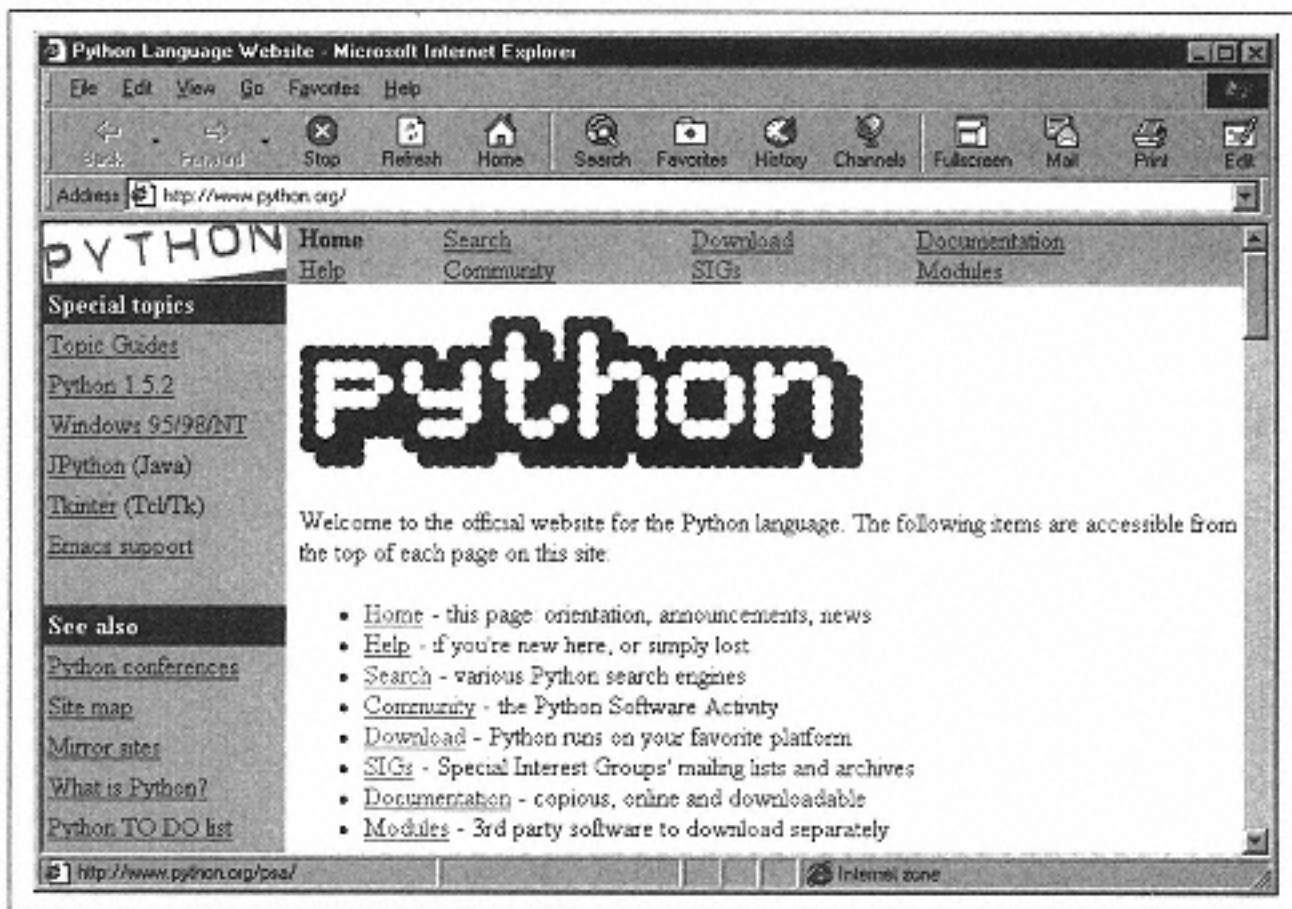 Python Language Website - Microsoft Internet Explorer
File Edit View Go Favorites Help
Back Forward Stop Refresh Home Search Favorites History Channels Fullscreen Mail Print Edit
Address http://www.python.org/
PYTHON
Home Search Download Documentation
Help Community SIGs Modules
Special topics
Topic Guides
Python 1.5.2
Windows 95/98/NT
JPython (Java)
Tkinter (Tcl/Tk)
Emacs support
See also
Python conferences
Site map
Mirror sites
What is Python?
Python TO DO list
python
Welcome to the official website for the Python language. The following items are accessible from
the top of each page on this site:
• Home - this page: orientation, announcements, news
• Help - if you're new here, or simply lost
• Search - various Python search engines
• Community - the Python Software Activity
• Download - Python runs on your favorite platform
• SIGs - Special Interest Groups' mailing lists and archives
• Documentation - copious, online and downloadable
• Modules - 3rd party software to download separately
http://www.python.org/psa/ Internet zone